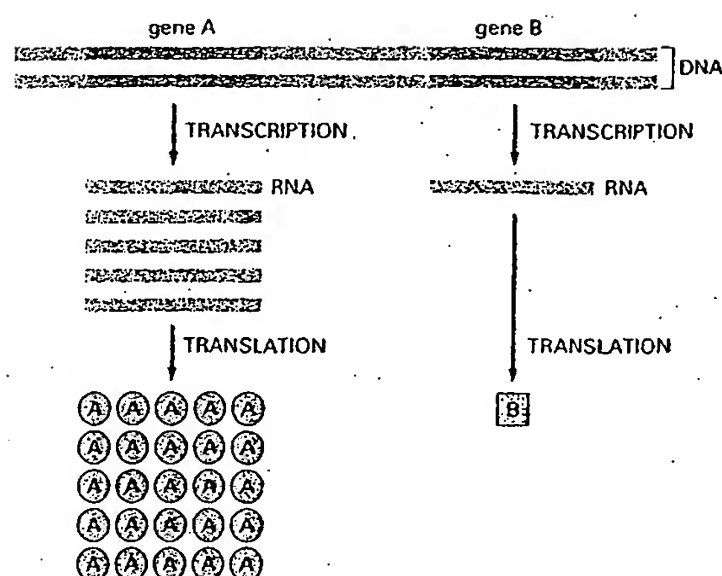 gene A gene B
DNA
TRANSCRIPTION. TRANSCRIPTION
RNA RNA
TRANSLATION TRANSLATION
A A A A A B
A A A A A
A A A A A
A A A A A
A A A A A